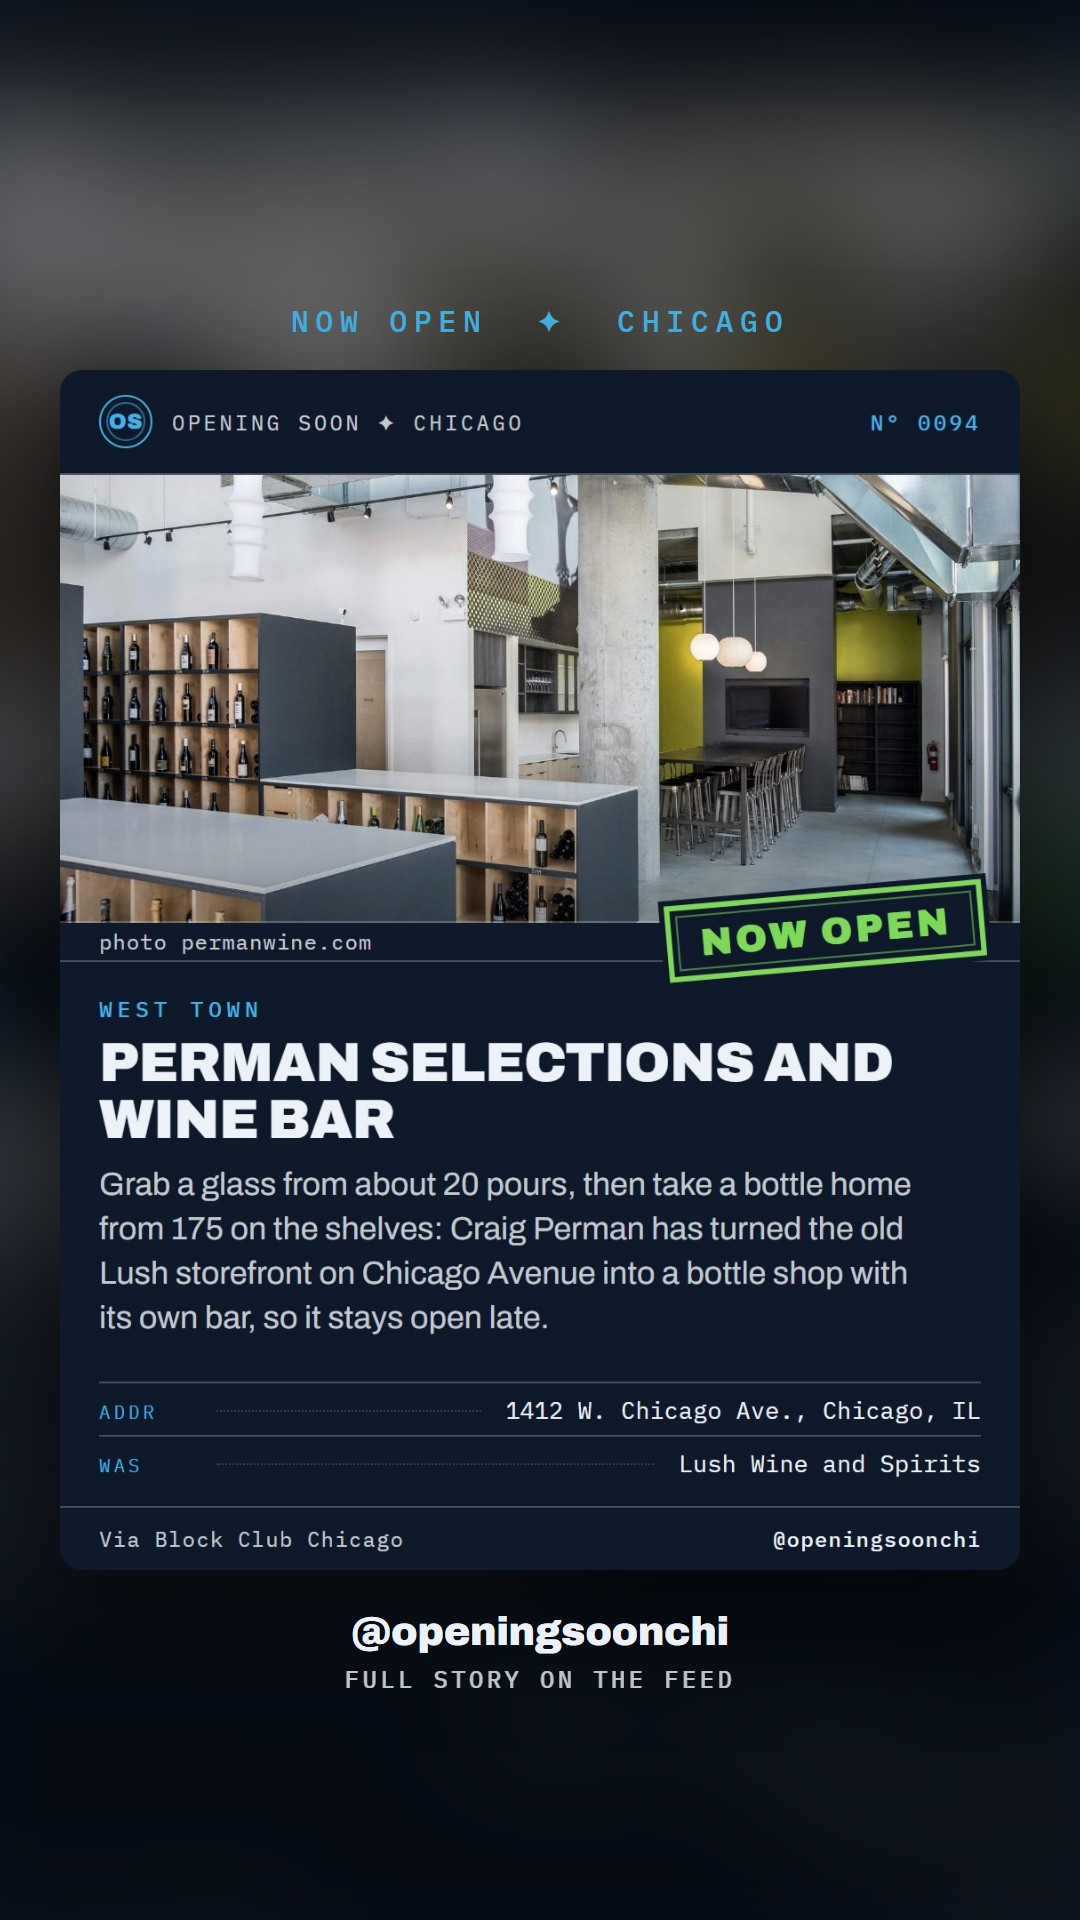 NOW OPEN ✦ CHICAGO
OS OPENING SOON ✦ CHICAGO N° 0094
photo permanwine.com
NOW OPEN
WEST TOWN
PERMAN SELECTIONS AND
WINE BAR
Grab a glass from about 20 pours, then take a bottle home
from 175 on the shelves: Craig Perman has turned the old
Lush storefront on Chicago Avenue into a bottle shop with
its own bar, so it stays open late.
ADDR 1412 W. Chicago Ave., Chicago, IL
WAS Lush Wine and Spirits
Via Block Club Chicago @openingsoonchi
@openingsoonchi
FULL STORY ON THE FEED